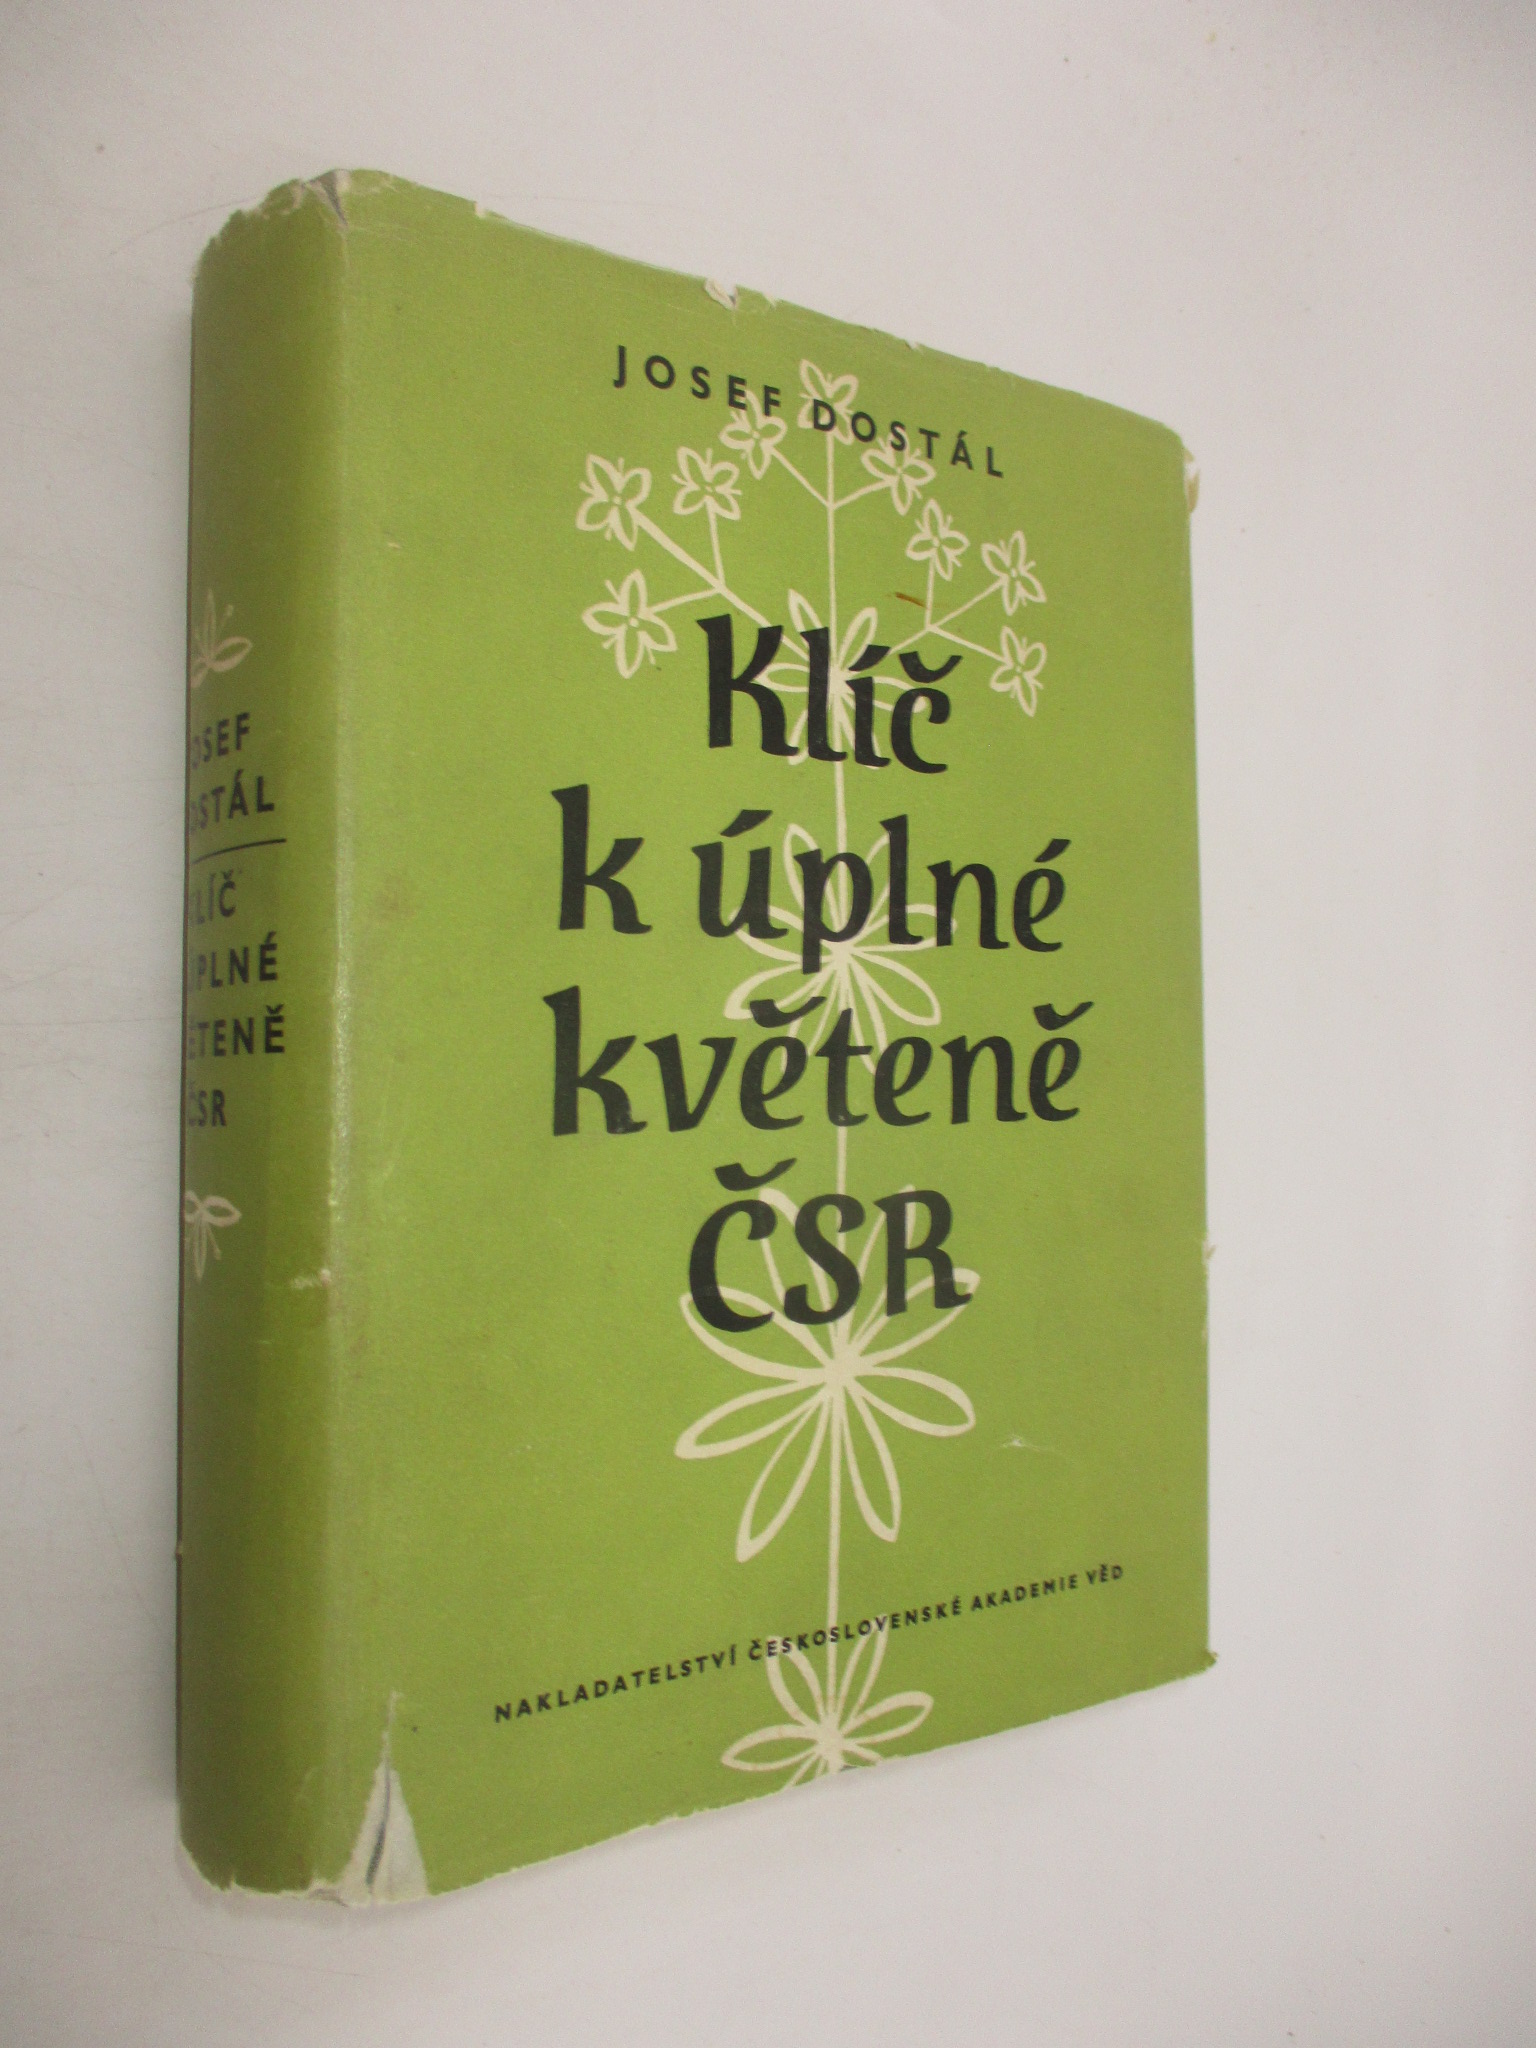 JOSEF DOSTÁL
Klíč
k úplné
květeně
ČSR
NAKLADATELSTVÍ ČESKOSLOVENSKÉ AKADEMIE VĚD
OSEF
OSTÁL
LÍČ
PLNÉ
ĚTENĚ
ČSR